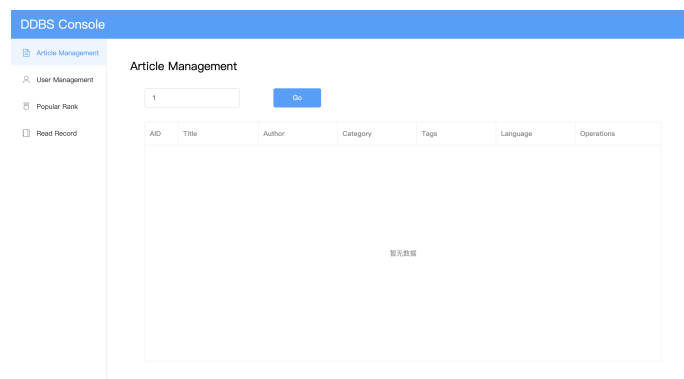 DDBS Console
Article Management
User Management
Popular Rank
Read Record
Article Management
1 Go
AID Title Author Category Tags Language Operations
暂无数据